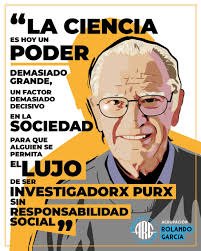 “LA CIENCIA
ES HOY UN
PODER
DEMASIADO
GRANDE,
UN FACTOR
DEMASIADO
DECISIVO
EN LA
SOCIEDAD
PARA QUE
ALGUIEN SE
PERMITA
EL LUJO
DE SER
INVESTIGADORX PURX
SIN
RESPONSABILIDAD
SOCIAL”
AGRUPACIÓN
ROLANDO
GARCÍA